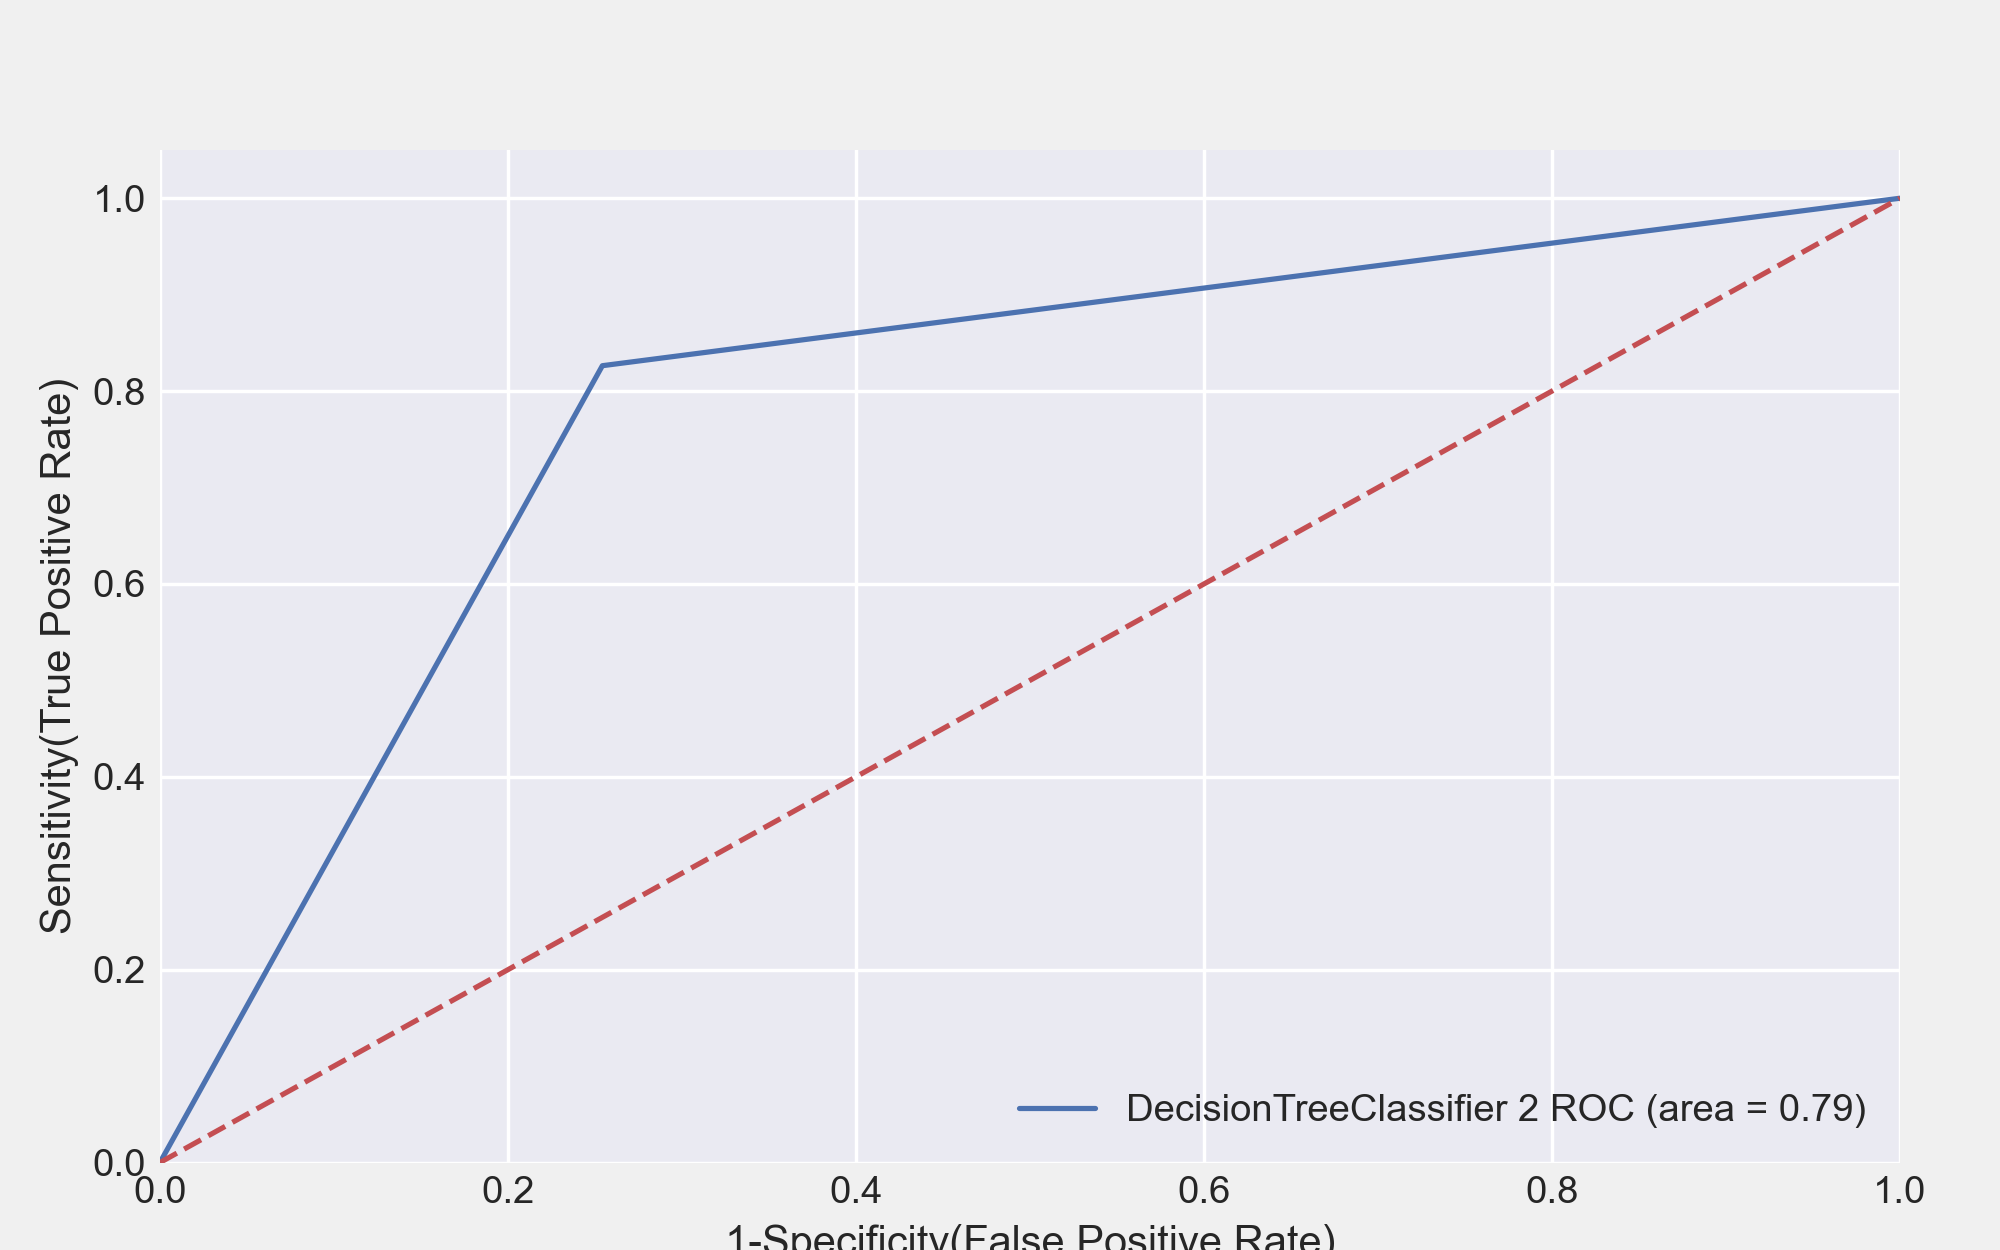 1.0
0.8
0.6
0.4
0.2
0.0
Sensitivity(True Positive Rate)
DecisionTreeClassifier 2 ROC (area = 0.79)
0.0 0.2 0.4 0.6 0.8 1.0
1-Specificity(False Positive Rate)